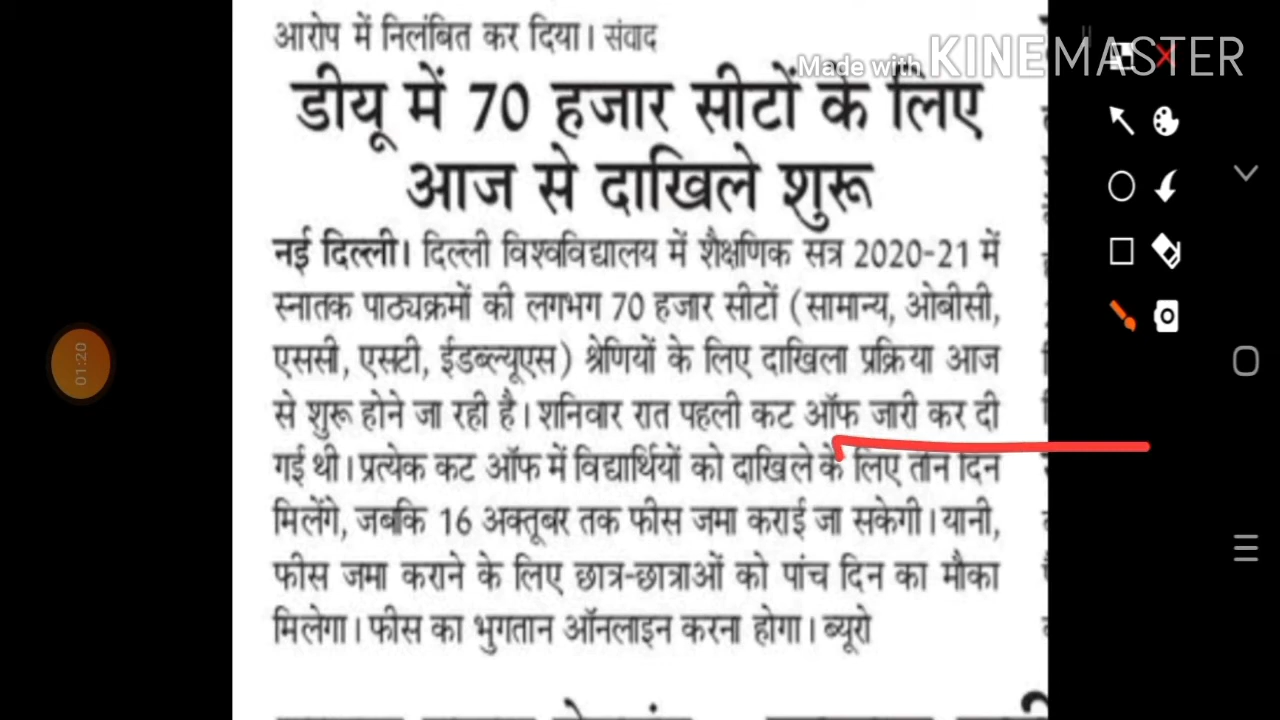 आरोप में निलंबित कर दिया। संवाद
Made with KINEMASTER
डीयू में 70 हजार सीटों के लिए
आज से दाखिले शुरू
नई दिल्ली। दिल्ली विश्वविद्यालय में शैक्षणिक सत्र 2020-21 में
स्नातक पाठ्यक्रमों की लगभग 70 हजार सीटों (सामान्य, ओबीसी,
एससी, एसटी, ईडब्ल्यूएस) श्रेणियों के लिए दाखिला प्रक्रिया आज
से शुरू होने जा रही है। शनिवार रात पहली कट ऑफ जारी कर दी
गई थी। प्रत्येक कट ऑफ में विद्यार्थियों को दाखिले के लिए तीन दिन
मिलेंगे, जबकि 16 अक्तूबर तक फीस जमा कराई जा सकेगी। यानी,
फीस जमा कराने के लिए छात्र-छात्राओं को पांच दिन का मौका
मिलेगा। फीस का भुगतान ऑनलाइन करना होगा। ब्यूरो
01:20